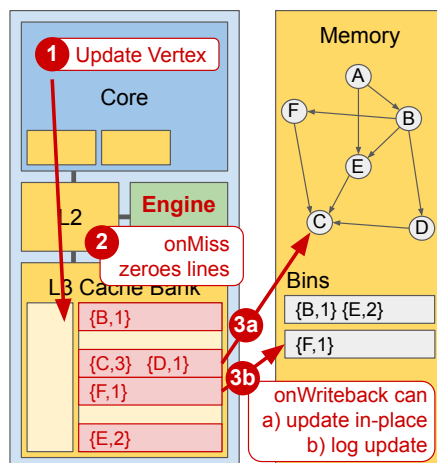 1 Update Vertex
Core
L2
Engine
2 onMiss
zeroes lines
L3 Cache Bank
{B,1}
{C,3} {D,1}
{F,1}
{E,2}
3a
3b
Memory
A
F
B
E
C
D
Bins
{B,1} {E,2}
{F,1}
onWriteback can
a) update in-place
b) log update